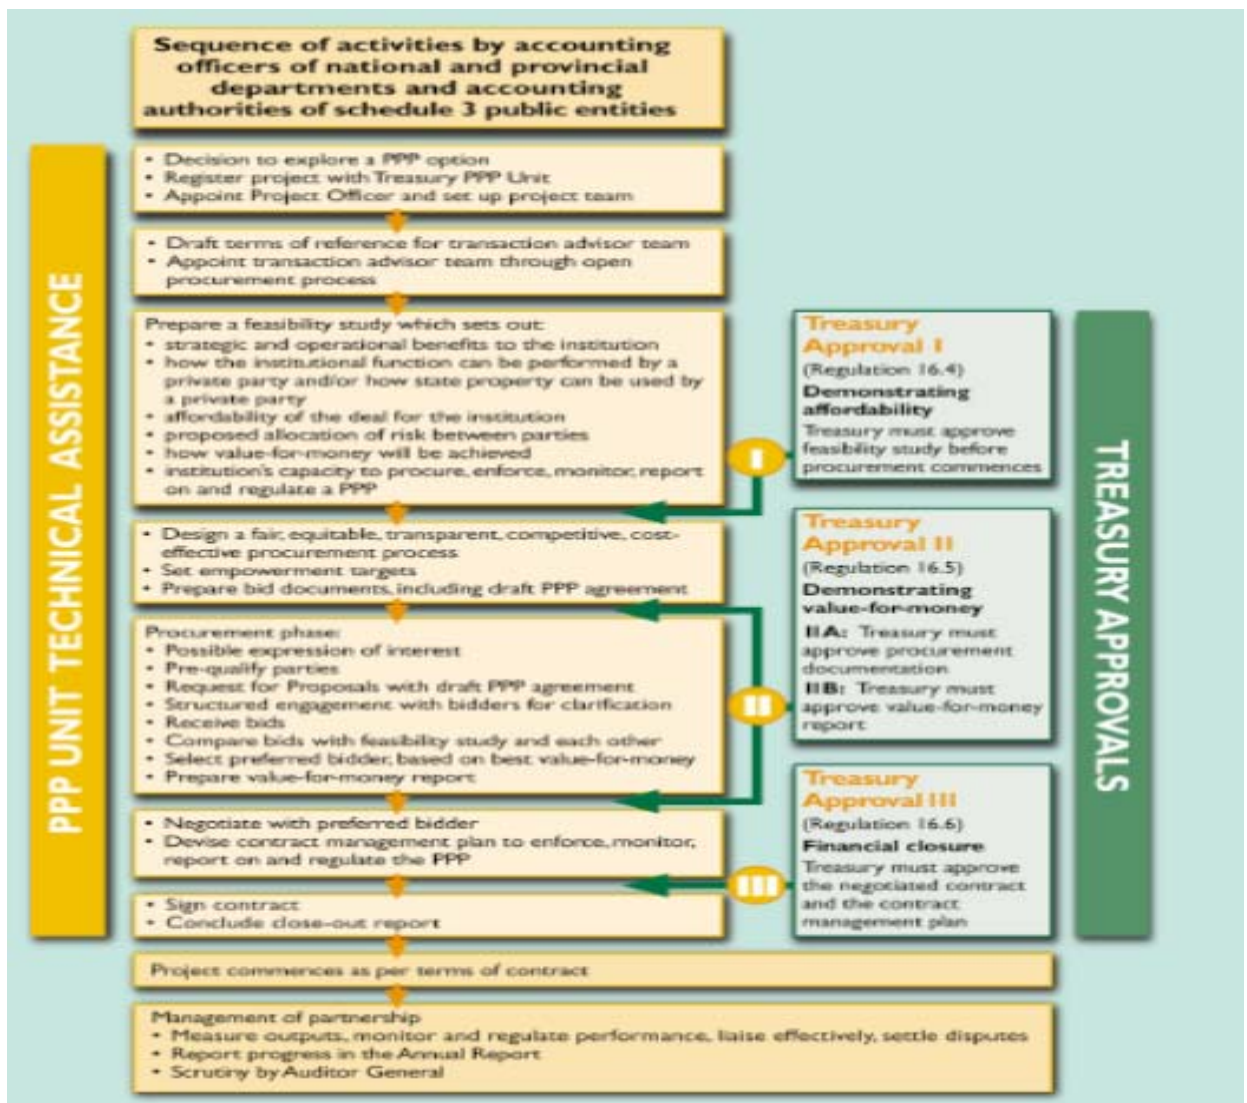 Sequence of activities by accounting
officers of national and provincial
departments and accounting
authorities of schedule 3 public entities
PPP UNIT TECHNICAL ASSISTANCE
• Decision to explore a PPP option
• Register project with Treasury PPP Unit
• Appoint Project Officer and set up project team
• Draft terms of reference for transaction advisor team
• Appoint transaction advisor team through open
procurement process
Prepare a feasibility study which sets out:
• strategic and operational benefits to the institution
• how the institutional function can be performed by a
private party and/or how state property can be used by
a private party
• affordability of the deal for the institution
• proposed allocation of risk between parties
• how value-for-money will be achieved
• institution's capacity to procure, enforce, monitor, report
on and regulate a PPP
I
Treasury
Approval I
(Regulation 16.4)
Demonstrating
affordability
Treasury must approve
feasibility study before
procurement commences
TREASURY APPROVALS
• Design a fair, equitable, transparent, competitive, cost-
effective procurement process
• Set empowerment targets
• Prepare bid documents, including draft PPP agreement
Procurement phase:
• Possible expression of interest
• Pre-qualify parties
• Request for Proposals with draft PPP agreement
• Structured engagement with bidders for clarification
• Receive bids
• Compare bids with feasibility study and each other
• Select preferred bidder, based on best value-for-money
• Prepare value-for-money report
II
Treasury
Approval II
(Regulation 16.5)
Demonstrating
value-for-money
IIA: Treasury must
approve procurement
documentation
IIB: Treasury must
approve value-for-money
report
• Negotiate with preferred bidder
• Devise contract management plan to enforce, monitor,
report on and regulate the PPP
III
Treasury
Approval III
(Regulation 16.6)
Financial closure
Treasury must approve
the negotiated contract
and the contract
management plan
• Sign contract
• Conclude close-out report
Project commences as per terms of contract
Management of partnership
• Measure outputs, monitor and regulate performance, liaise effectively, settle disputes
• Report progress in the Annual Report
• Scrutiny by Auditor General